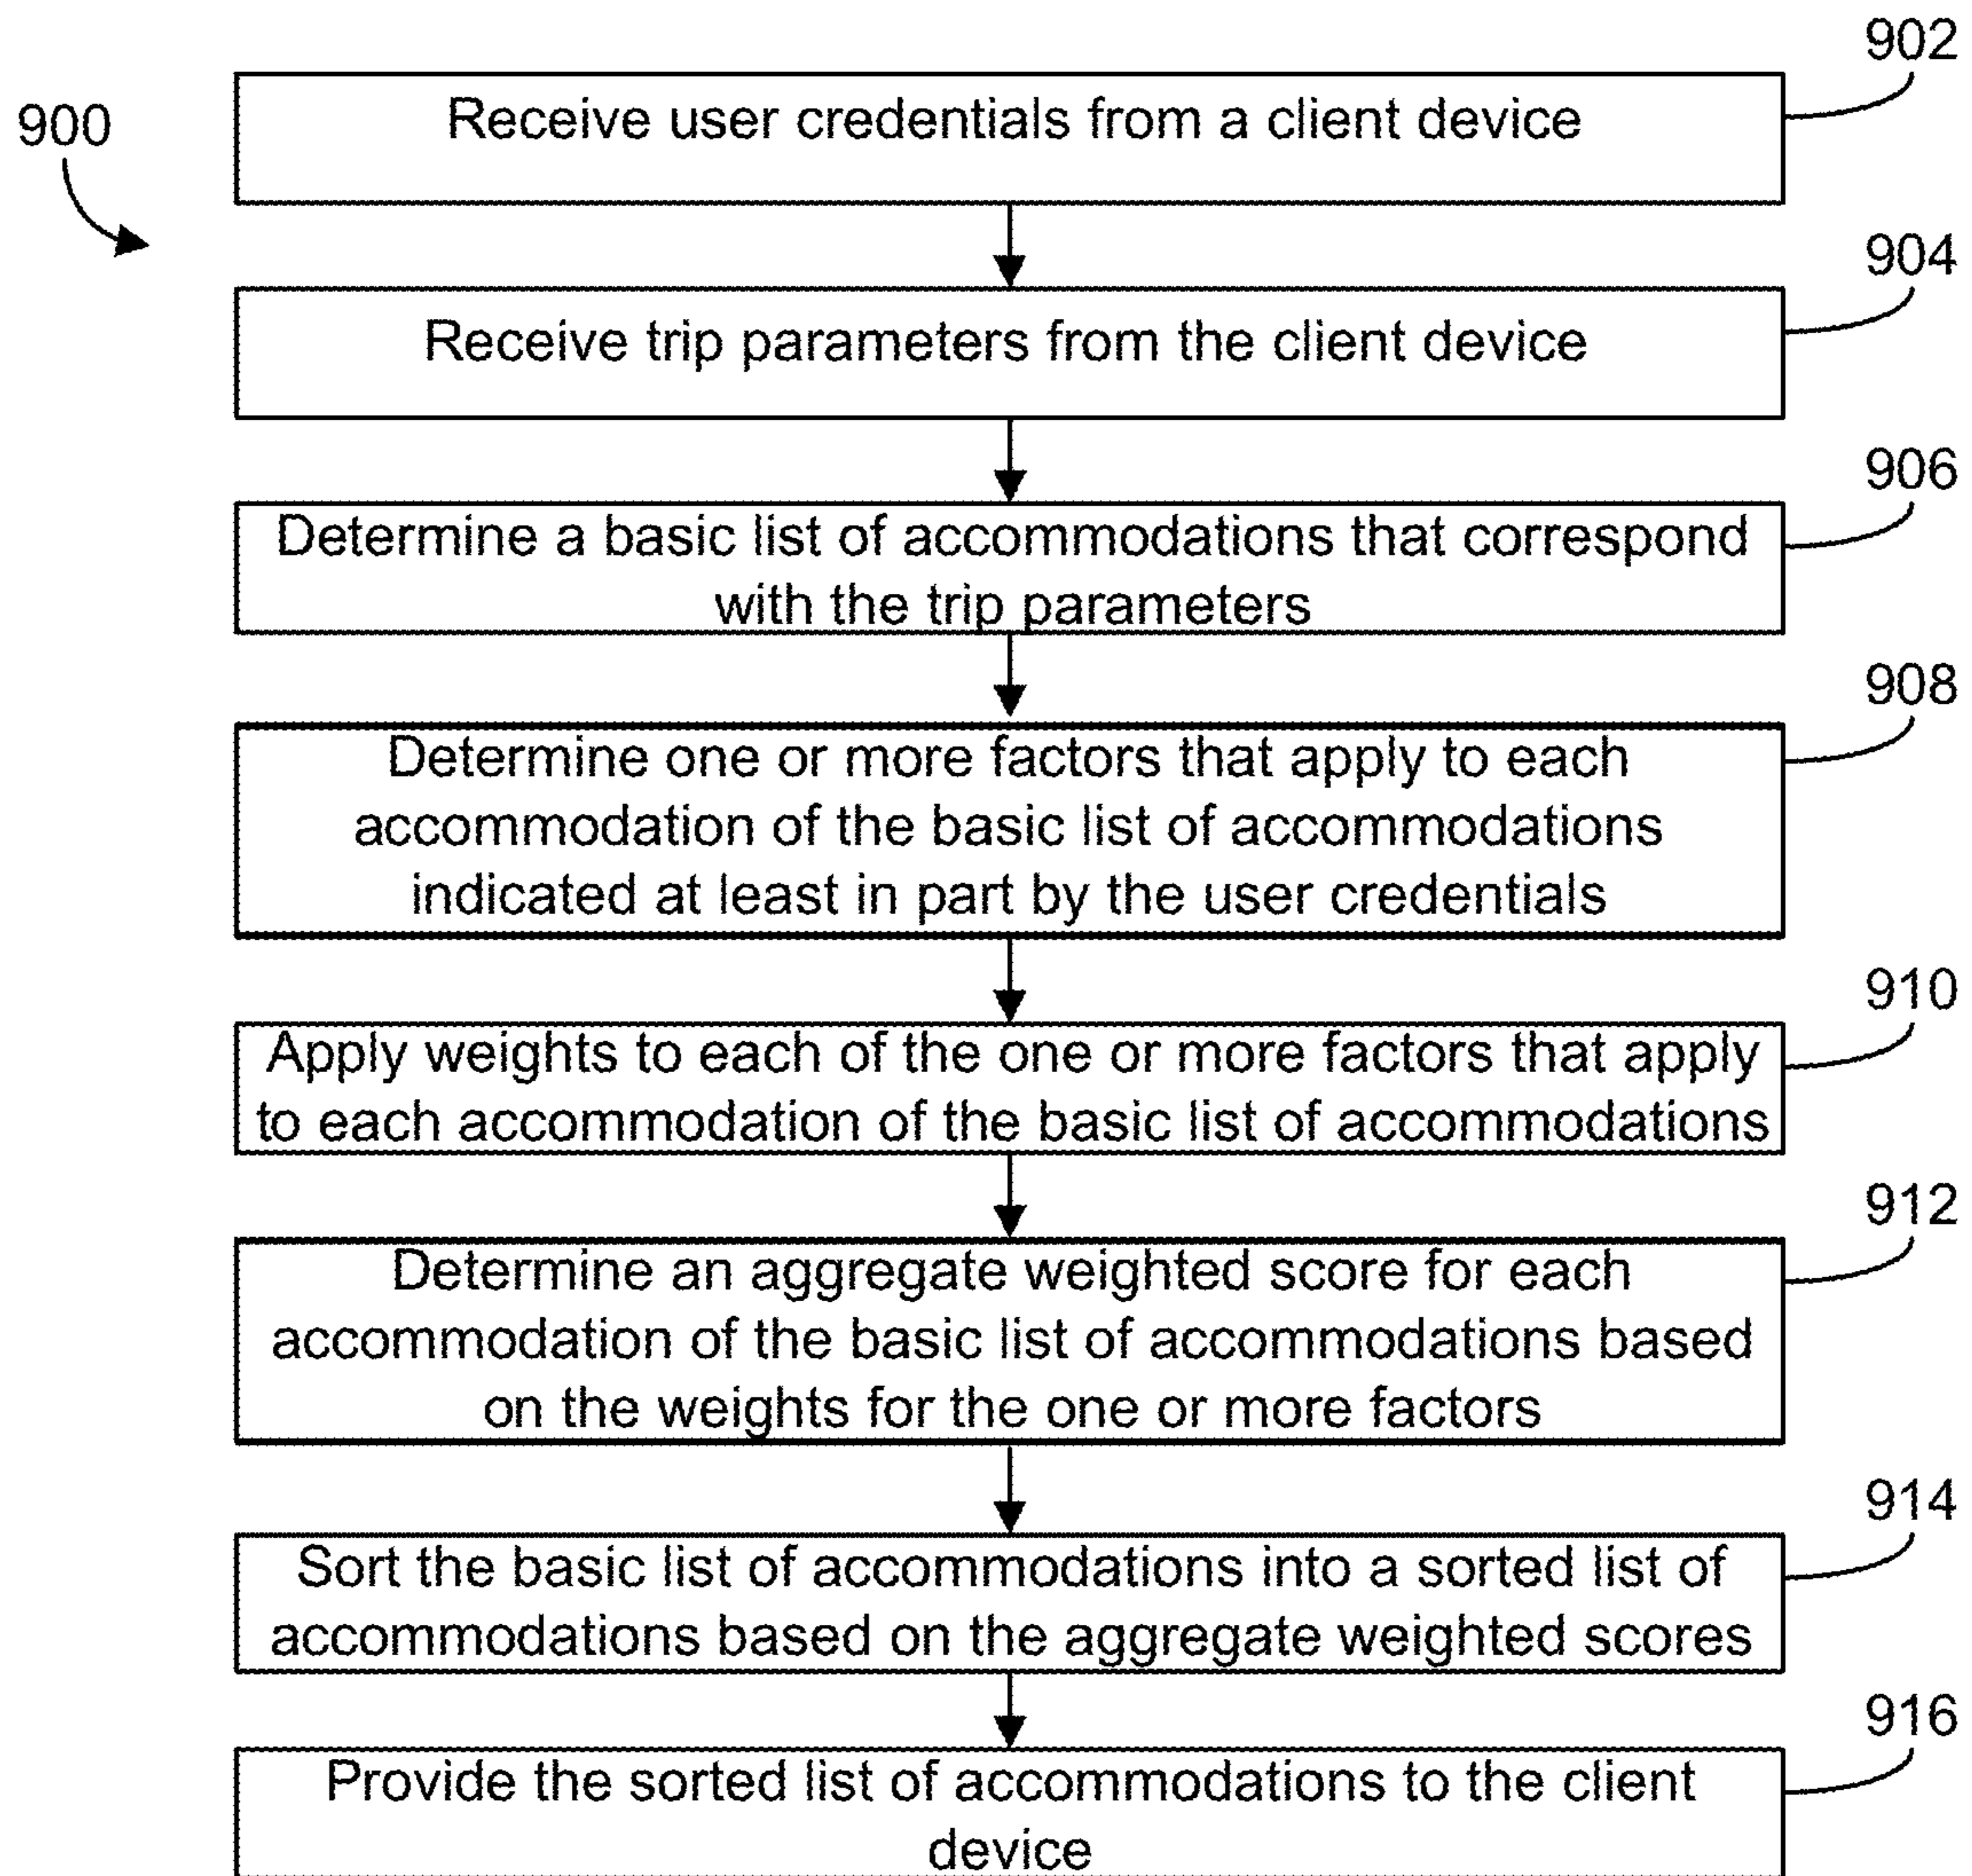 902
900
Receive user credentials from a client device
904
Receive trip parameters from the client device
906
Determine a basic list of accommodations that correspond
with the trip parameters
908
Determine one or more factors that apply to each
accommodation of the basic list of accommodations
indicated at least in part by the user credentials
910
Apply weights to each of the one or more factors that apply
to each accommodation of the basic list of accommodations
912
Determine an aggregate weighted score for each
accommodation of the basic list of accommodations based
on the weights for the one or more factors
914
Sort the basic list of accommodations into a sorted list of
accommodations based on the aggregate weighted scores
916
Provide the sorted list of accommodations to the client
device